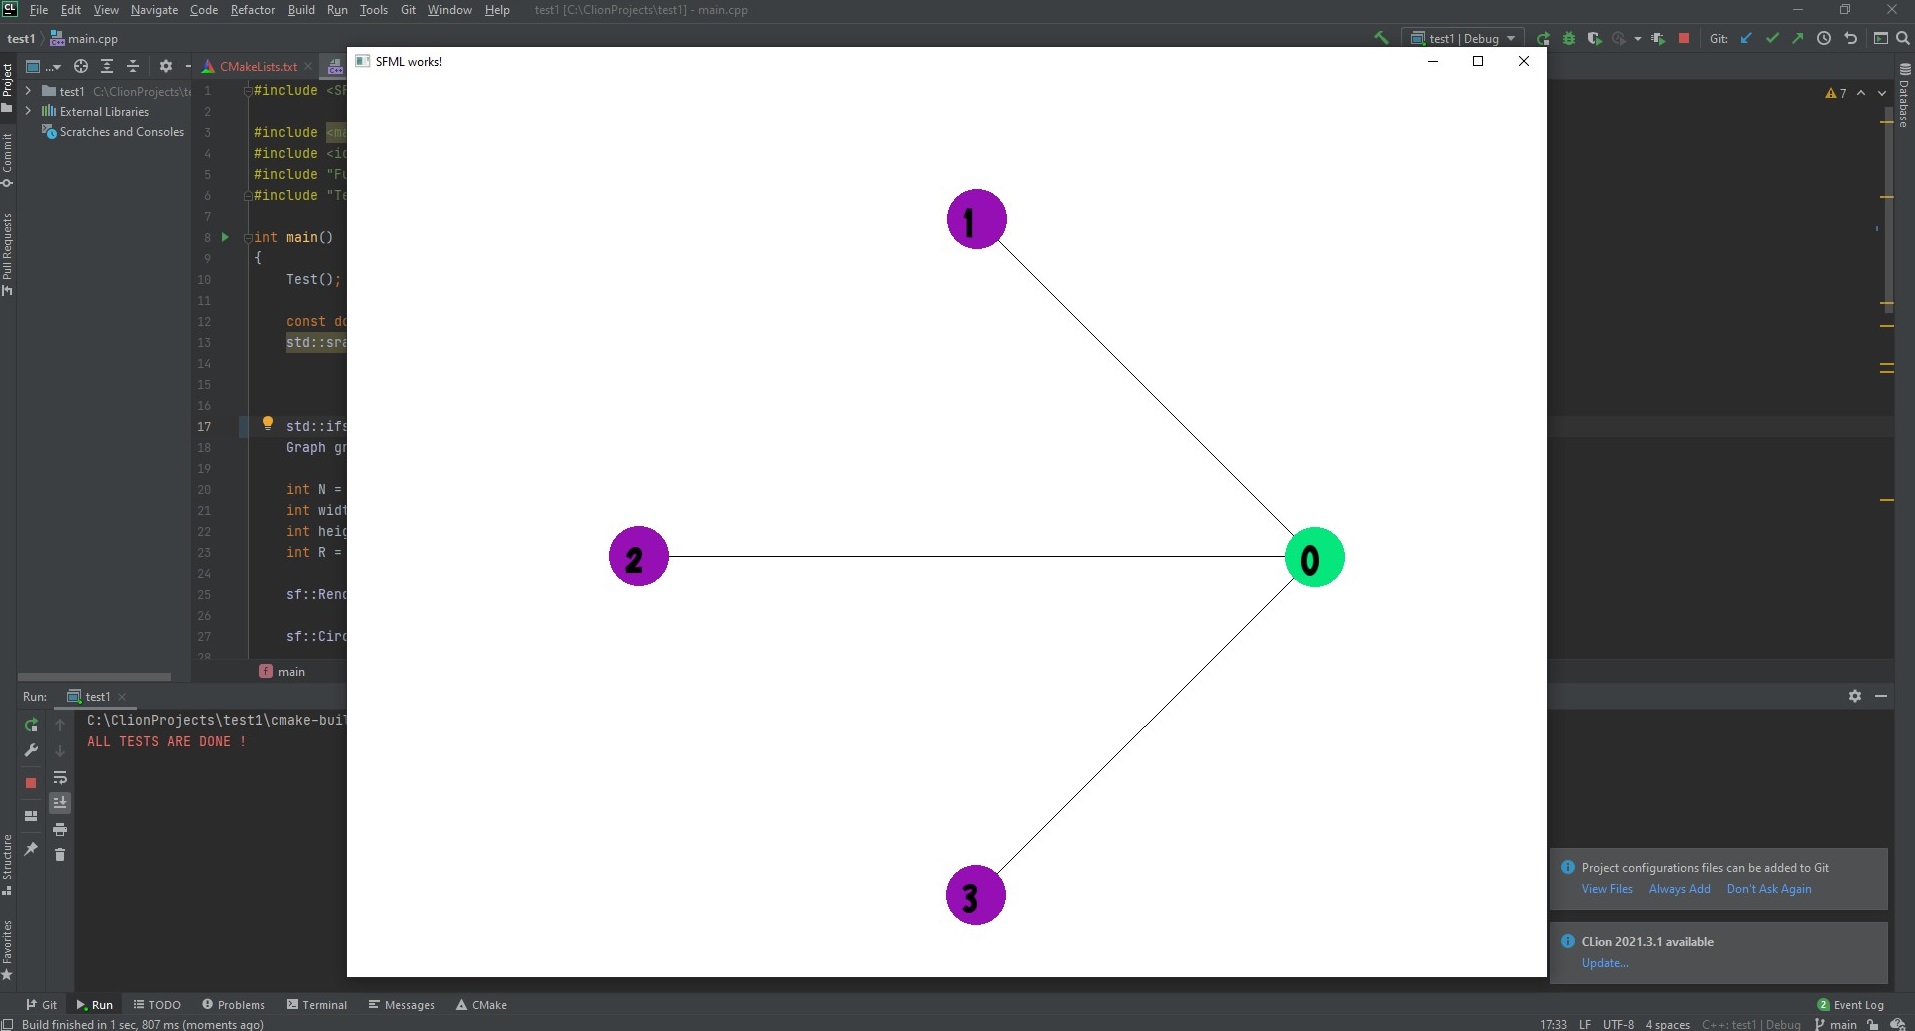 CL File Edit View Navigate Code Refactor Build Run Tools Git Window Help test1 [C:\ClionProjects\test1] - main.cpp
test1 main.cpp test1 | Debug Git:
SFML works!
... CMakeLists.txt
test1 C:\ClionProjects\te
External Libraries
Scratches and Consoles
Project
Commit
Pull Requests
Structure
Favorites
Database
7
1 #include <SF
2
3 #include <ma
4 #include <io
5 #include "Fu
6 #include "Te
7
8 int main()
9 {
10 Test();
11
12 const do
13 std::sra
14
15
16
17 std::ifs
18 Graph gr
19
20 int N =
21 int widt
22 int heig
23 int R =
24
25 sf::Rend
26
27 sf::Circ
28
main
1
2
0
3
Run: test1
C:\ClionProjects\test1\cmake-buil
ALL TESTS ARE DONE !
Project configurations files can be added to Git
View Files Always Add Don't Ask Again
CLion 2021.3.1 available
Update...
Git Run TODO Problems Terminal Messages CMake 2 Event Log
Build finished in 1 sec, 807 ms (moments ago) 17:33 LF UTF-8 4 spaces C++: test1 | Debug main